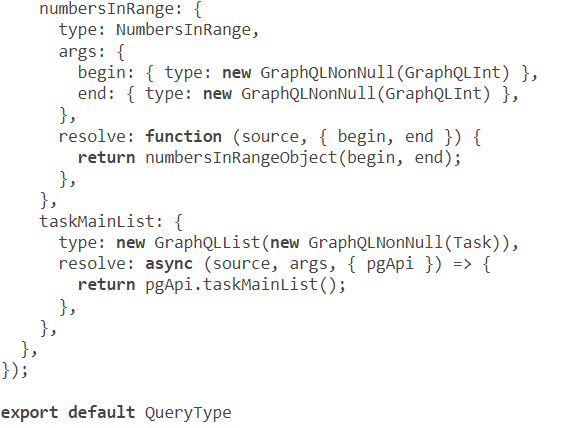 numbersInRange: {
type: NumbersInRange,
args: {
begin: { type: new GraphQLNonNull(GraphQLInt) },
end: { type: new GraphQLNonNull(GraphQLInt) },
},
resolve: function (source, { begin, end }) {
return numbersInRangeObject(begin, end);
},
},
taskMainList: {
type: new GraphQLList(new GraphQLNonNull(Task)),
resolve: async (source, args, { pgApi }) => {
return pgApi.taskMainList();
},
},
},
});
export default QueryType